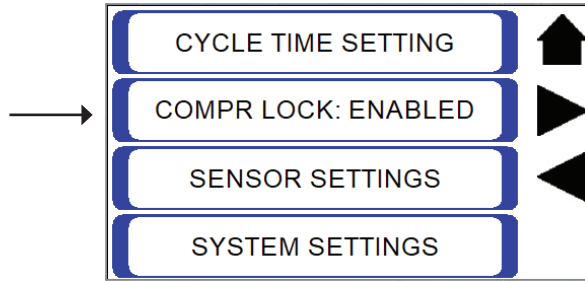 CYCLE TIME SETTING
COMPR LOCK: ENABLED
SENSOR SETTINGS
SYSTEM SETTINGS